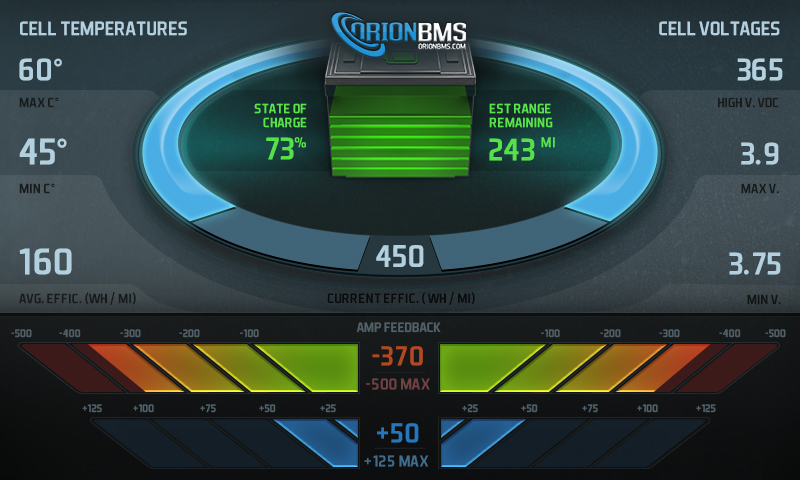 CELL TEMPERATURES
ORIONBMS
ORIONBMS.COM
CELL VOLTAGES
60°
MAX C°
365
HIGH V. VDC
STATE OF
CHARGE
73%
EST RANGE
REMAINING
243 MI
45°
MIN C°
3.9
MAX V.
160
AVG. EFFIC. (WH / MI)
450
CURRENT EFFIC. (WH / MI)
3.75
MIN V.
AMP FEEDBACK
-500 -400 -300 -200 -100
-100 -200 -300 -400 -500
-370
-500 MAX
+125 +100 +75 +50 +25
+25 +50 +75 +100 +125
+50
+125 MAX